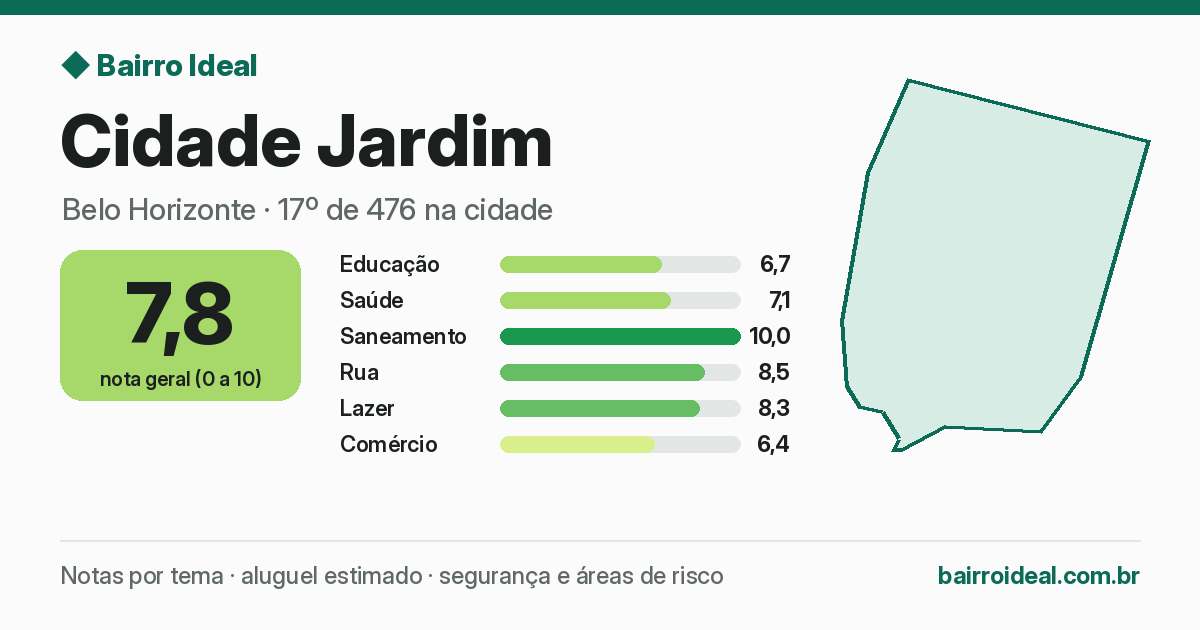 Bairro Ideal
Cidade Jardim
Belo Horizonte · 17º de 476 na cidade
7,8
nota geral (0 a 10)
Educação 6,7
Saúde 7,1
Saneamento 10,0
Rua 8,5
Lazer 8,3
Comércio 6,4
Notas por tema · aluguel estimado · segurança e áreas de risco
bairroideal.com.br